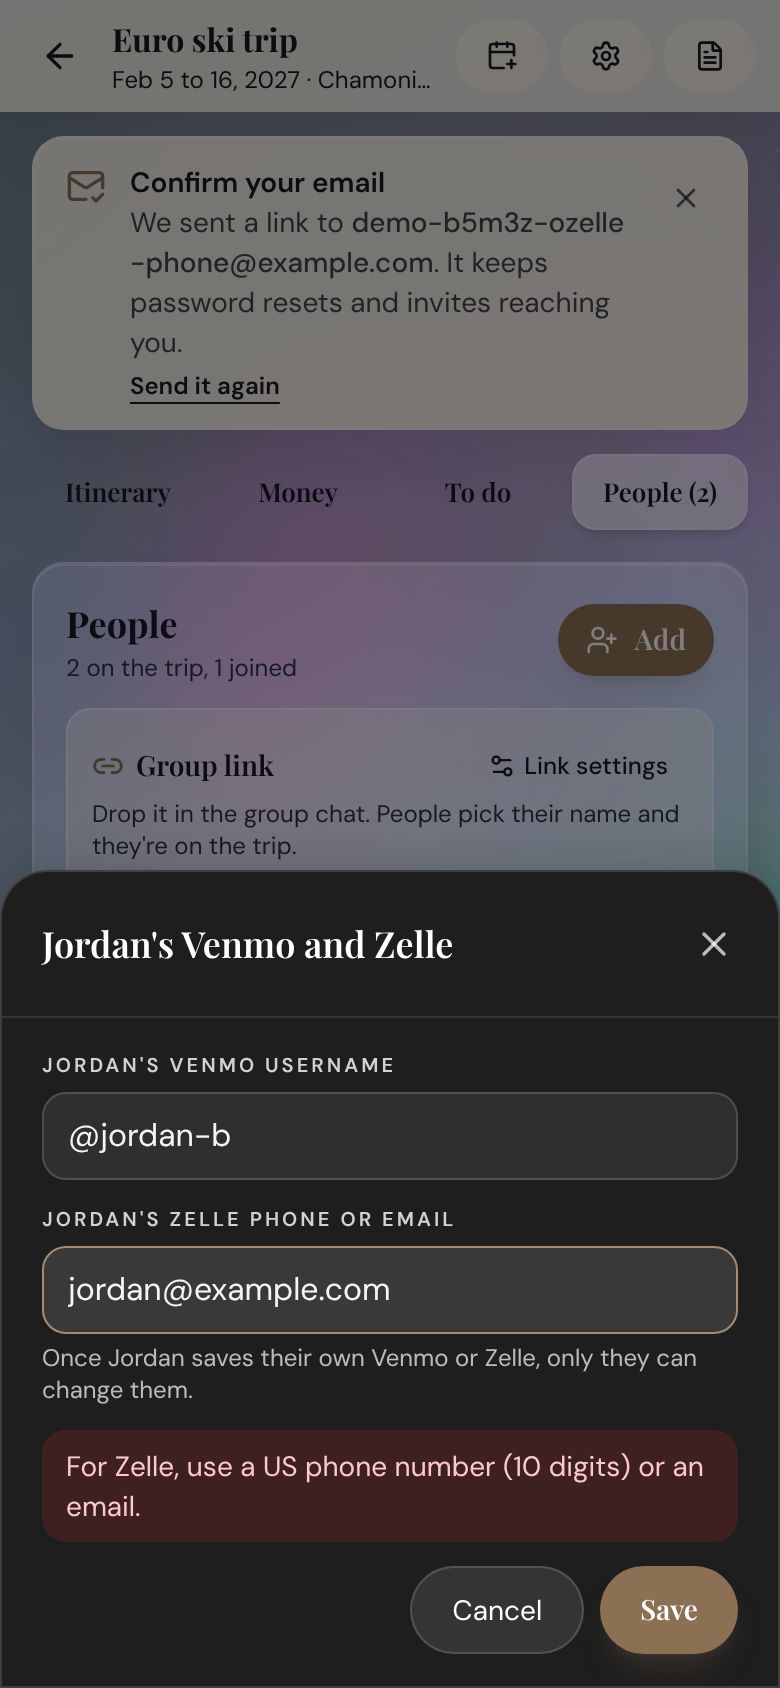 Euro ski trip
Feb 5 to 16, 2027 · Chamoni...
Confirm your email
We sent a link to demo-b5m3z-ozelle
-phone@example.com. It keeps
password resets and invites reaching
you.
Send it again
Itinerary
Money
To do
People (2)
People
2 on the trip, 1 joined
Add
Group link
Link settings
Drop it in the group chat. People pick their name and
they're on the trip.
Jordan's Venmo and Zelle
JORDAN'S VENMO USERNAME
@jordan-b
JORDAN'S ZELLE PHONE OR EMAIL
jordan@example.com
Once Jordan saves their own Venmo or Zelle, only they can
change them.
For Zelle, use a US phone number (10 digits) or an
email.
Cancel
Save